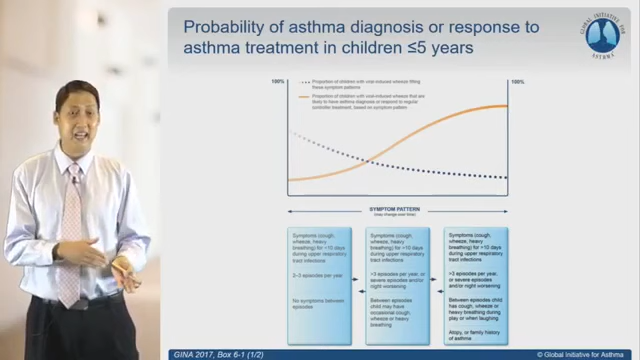 Probability of asthma diagnosis or response to
asthma treatment in children ≤5 years
GLOBAL INITIATIVE FOR
ASTHMA
100%
100%
Proportion of children with viral-induced wheeze fitting
these symptom patterns
Proportion of children with viral-induced wheeze that are
likely to have asthma diagnosis or respond to regular
controller treatment, based on symptom pattern
SYMPTOM PATTERN
(may change over time)
Symptoms (cough,
wheeze, heavy
breathing) for <10 days
during upper respiratory
tract infections
2–3 episodes per year
No symptoms between
episodes
Symptoms (cough,
wheeze, heavy
breathing) for >10 days
during upper respiratory
tract infections
>3 episodes per year, or
severe episodes and/or
night worsening
Between episodes child
may have occasional
cough, wheeze or heavy
breathing
Symptoms (cough,
wheeze, heavy
breathing) for >10 days
during upper respiratory
tract infections
>3 episodes per year,
or severe episodes
and/or night worsening
Between episodes child
has cough, wheeze or
heavy breathing during
play or when laughing
Atopy, or family history
of asthma
GINA 2017, Box 6-1 (1/2)
© Global Initiative for Asthma